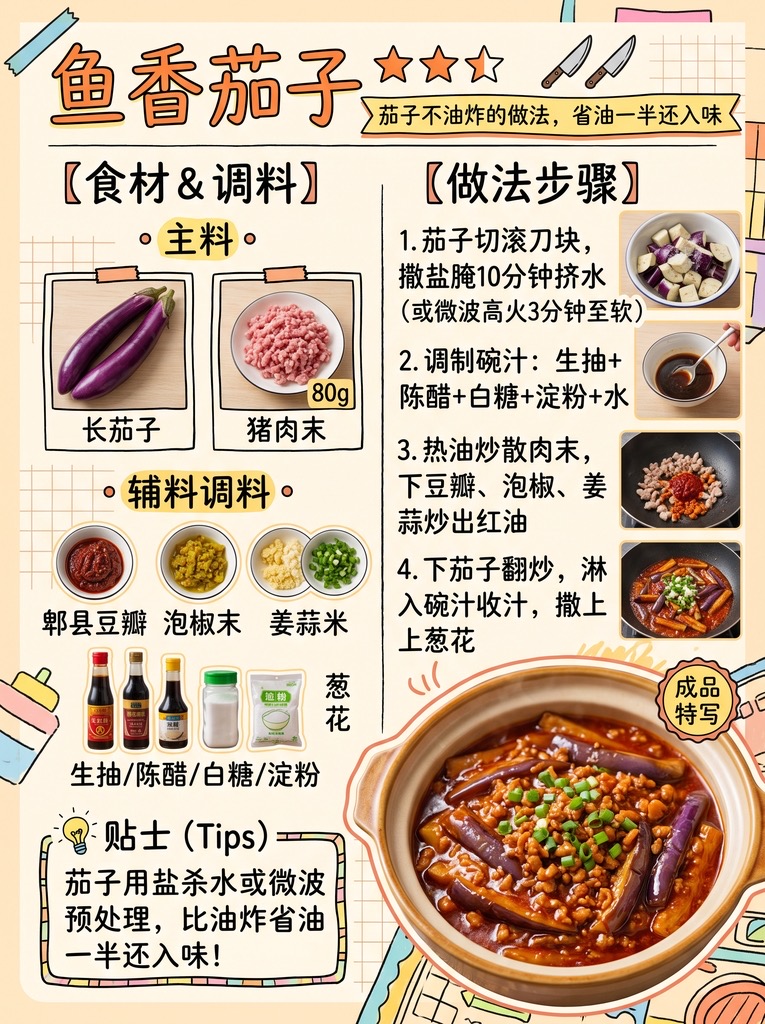 鱼香茄子
茄子不油炸的做法，省油一半还入味
【食材&调料】
主料
长茄子
80g
猪肉末
辅料调料
郫县豆瓣
泡椒末
姜蒜米
葱花
生抽/陈醋/白糖/淀粉
贴士（Tips）
茄子用盐杀水或微波
预处理，比油炸省油
一半还入味！
【做法步骤】
1.茄子切滚刀块，
撒盐腌10分钟挤水
（或微波高火3分钟至软）
2.调制碗汁：生抽+
陈醋+白糖+淀粉+水
3.热油炒散肉末，
下豆瓣、泡椒、姜
蒜炒出红油
4.下茄子翻炒，淋
入碗汁收汁，撒上
上葱花
成品
特写